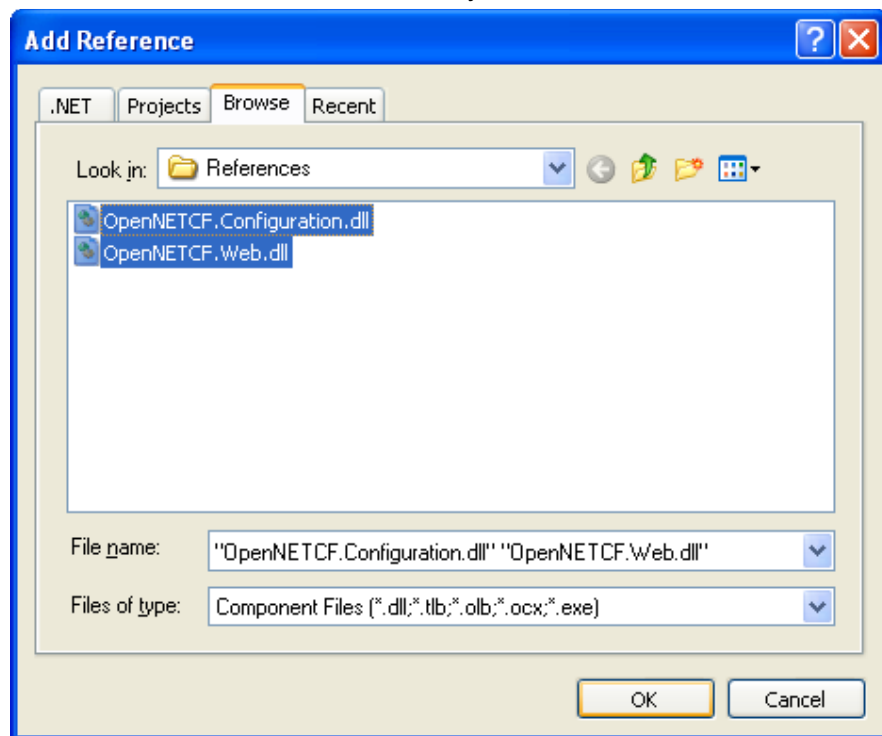 Add Reference
.NET Projects Browse Recent
Look in: References
OpenNETCF.Configuration.dll
OpenNETCF.Web.dll
File name: "OpenNETCF.Configuration.dll" "OpenNETCF.Web.dll"
Files of type: Component Files (*.dll;*.tlb;*.olb;*.ocx;*.exe)
OK Cancel